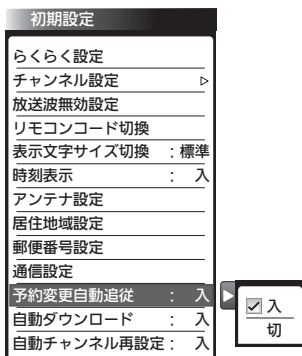 初期設定
らくらく設定
チャンネル設定
放送波無効設定
リモコンコード切換
表示文字サイズ切換 : 標準
時刻表示 : 入
アンテナ設定
居住地域設定
郵便番号設定
通信設定
予約変更自動追従 : 入
自動ダウンロード : 入
自動チャンネル再設定 : 入
入
切